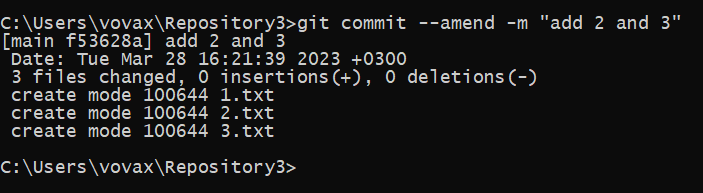 C:\Users\vovax\Repository3>git commit --amend -m "add 2 and 3"
[main f53628a] add 2 and 3
 Date: Tue Mar 28 16:21:39 2023 +0300
 3 files changed, 0 insertions(+), 0 deletions(-)
 create mode 100644 1.txt
 create mode 100644 2.txt
 create mode 100644 3.txt
C:\Users\vovax\Repository3>